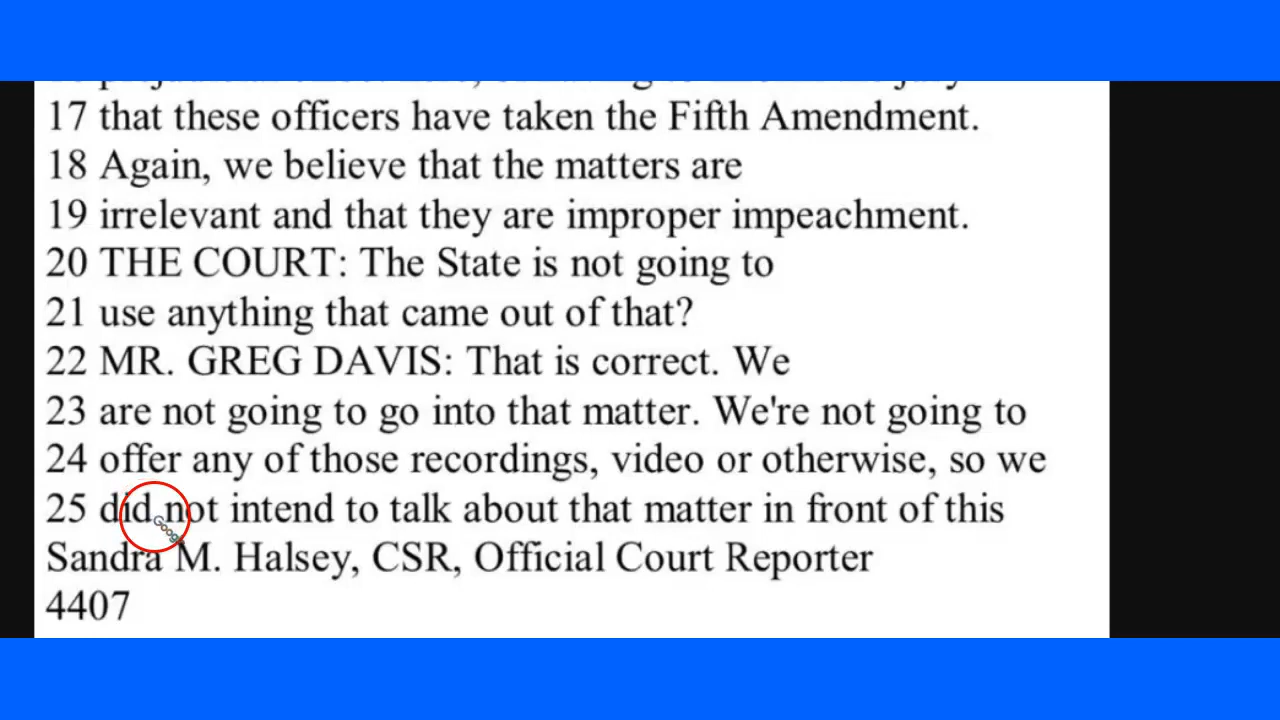 17 that these officers have taken the Fifth Amendment.
18 Again, we believe that the matters are
19 irrelevant and that they are improper impeachment.
20 THE COURT: The State is not going to
21 use anything that came out of that?
22 MR. GREG DAVIS: That is correct. We
23 are not going to go into that matter. We're not going to
24 offer any of those recordings, video or otherwise, so we
25 did not intend to talk about that matter in front of this
Sandra M. Halsey, CSR, Official Court Reporter
4407